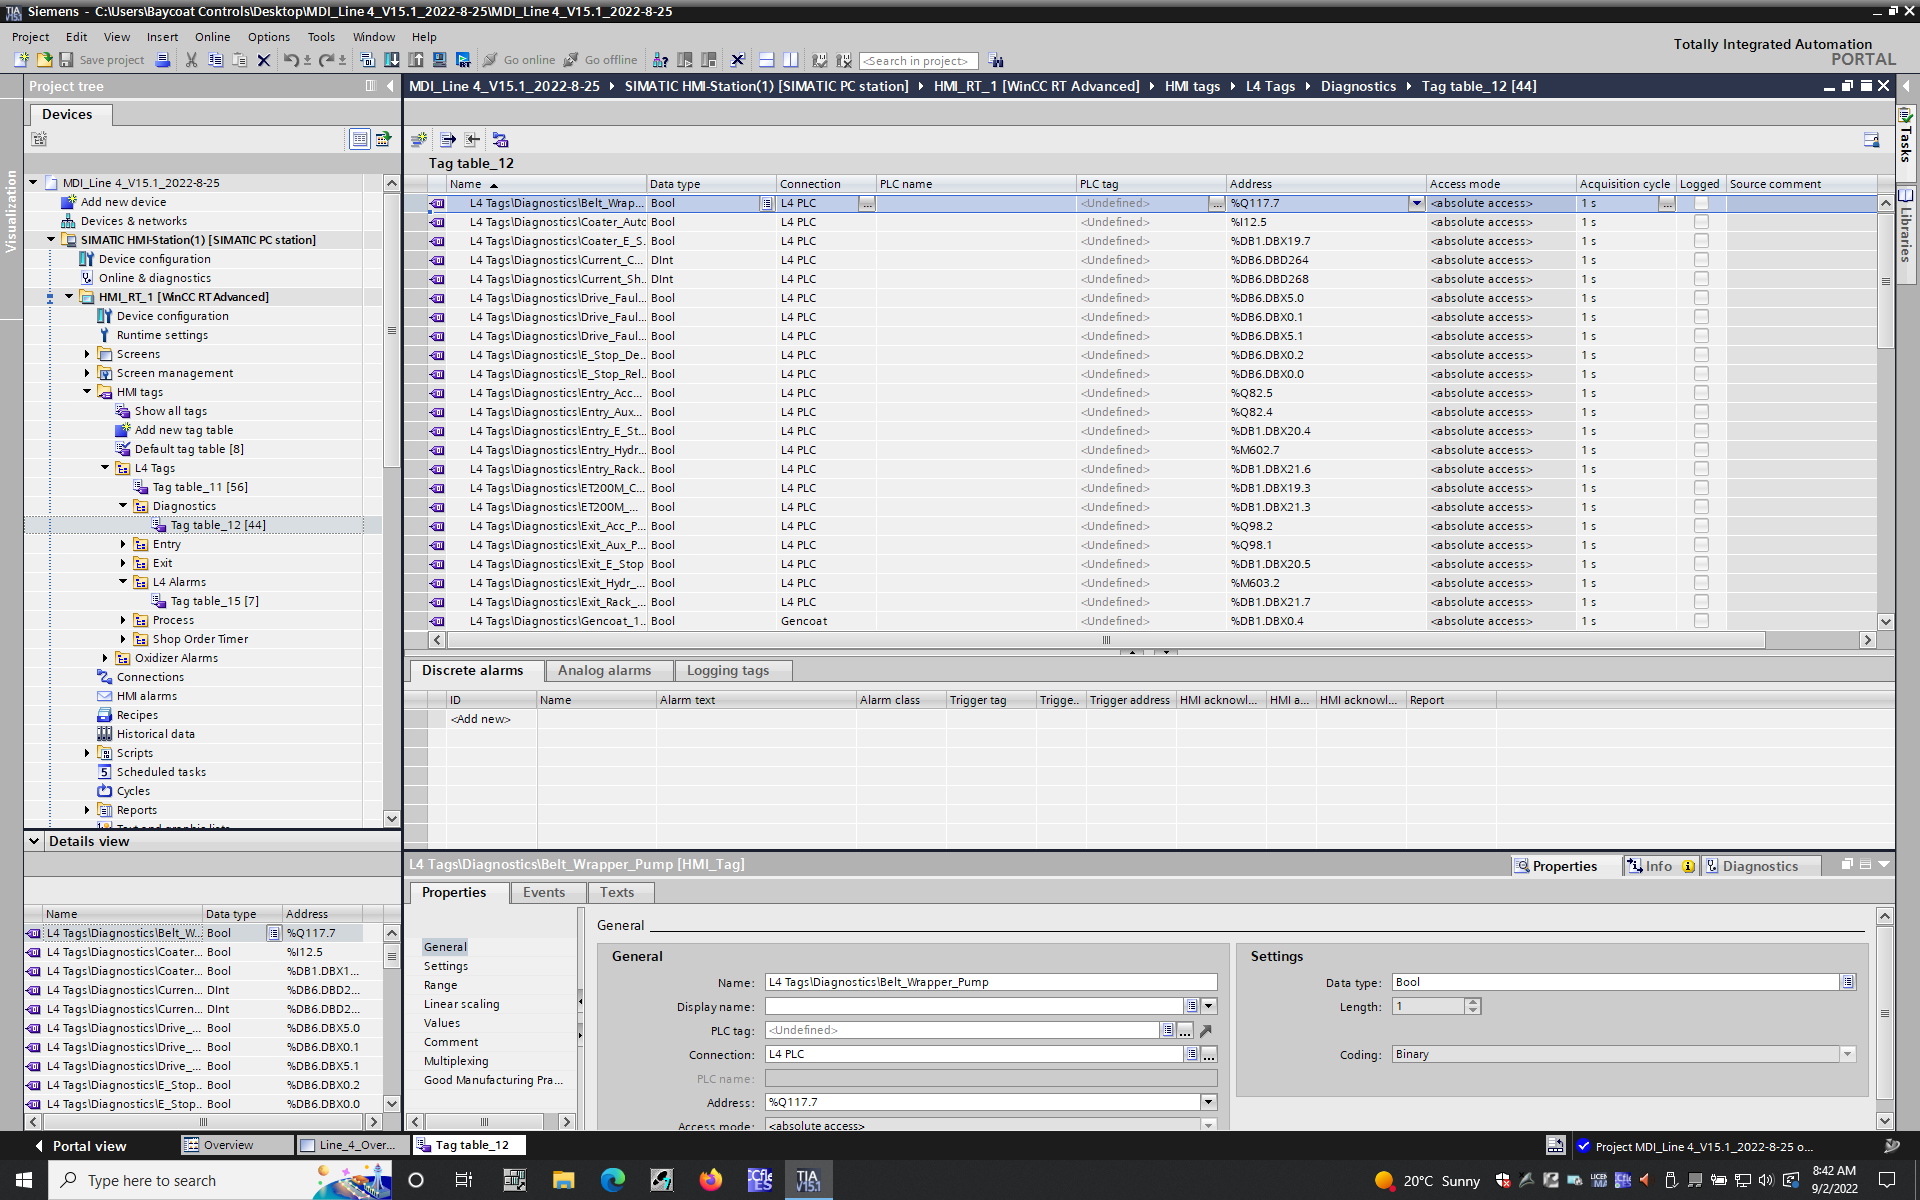 Siemens - C:\Users\Baycoat Controls\Desktop\MDI_Line 4_V15.1_2022-8-25\MDI_Line 4_V15.1_2022-8-25
Project Edit View Insert Online Options Tools Window Help
Save project Go online Go offline <Search in project>
Totally Integrated Automation
PORTAL
Project tree
MDI_Line 4_V15.1_2022-8-25 SIMATIC HMI-Station(1) [SIMATIC PC station] HMI_RT_1 [WinCC RT Advanced] HMI tags L4 Tags Diagnostics Tag table_12 [44]
Devices
Visualization
Tasks
Libraries
MDI_Line 4_V15.1_2022-8-25
Add new device
Devices & networks
SIMATIC HMI-Station(1) [SIMATIC PC station]
Device configuration
Online & diagnostics
HMI_RT_1 [WinCC RT Advanced]
Device configuration
Runtime settings
Screens
Screen management
HMI tags
Show all tags
Add new tag table
Default tag table [8]
L4 Tags
Tag table_11 [56]
Diagnostics
Tag table_12 [44]
Entry
Exit
L4 Alarms
Tag table_15 [7]
Process
Shop Order Timer
Oxidizer Alarms
Connections
HMI alarms
Recipes
Historical data
Scripts
Scheduled tasks
Cycles
Reports
Tag table_12
Name Data type Connection PLC name PLC tag Address Access mode Acquisition cycle Logged Source comment
L4 Tags\Diagnostics\Belt_Wrap... Bool L4 PLC <Undefined> %Q117.7 <absolute access> 1 s
L4 Tags\Diagnostics\Coater_Autc Bool L4 PLC <Undefined> %I12.5 <absolute access> 1 s
L4 Tags\Diagnostics\Coater_E_S... Bool L4 PLC <Undefined> %DB1.DBX19.7 <absolute access> 1 s
L4 Tags\Diagnostics\Current_C... DInt L4 PLC <Undefined> %DB6.DBD264 <absolute access> 1 s
L4 Tags\Diagnostics\Current_Sh... DInt L4 PLC <Undefined> %DB6.DBD268 <absolute access> 1 s
L4 Tags\Diagnostics\Drive_Faul... Bool L4 PLC <Undefined> %DB6.DBX5.0 <absolute access> 1 s
L4 Tags\Diagnostics\Drive_Faul... Bool L4 PLC <Undefined> %DB6.DBX0.1 <absolute access> 1 s
L4 Tags\Diagnostics\Drive_Faul... Bool L4 PLC <Undefined> %DB6.DBX5.1 <absolute access> 1 s
L4 Tags\Diagnostics\E_Stop_De... Bool L4 PLC <Undefined> %DB6.DBX0.2 <absolute access> 1 s
L4 Tags\Diagnostics\E_Stop_Rel... Bool L4 PLC <Undefined> %DB6.DBX0.0 <absolute access> 1 s
L4 Tags\Diagnostics\Entry_Acc... Bool L4 PLC <Undefined> %Q82.5 <absolute access> 1 s
L4 Tags\Diagnostics\Entry_Aux... Bool L4 PLC <Undefined> %Q82.4 <absolute access> 1 s
L4 Tags\Diagnostics\Entry_E_St... Bool L4 PLC <Undefined> %DB1.DBX20.4 <absolute access> 1 s
L4 Tags\Diagnostics\Entry_Hydr... Bool L4 PLC <Undefined> %M602.7 <absolute access> 1 s
L4 Tags\Diagnostics\Entry_Rack... Bool L4 PLC <Undefined> %DB1.DBX21.6 <absolute access> 1 s
L4 Tags\Diagnostics\ET200M_C... Bool L4 PLC <Undefined> %DB1.DBX19.3 <absolute access> 1 s
L4 Tags\Diagnostics\ET200M_... Bool L4 PLC <Undefined> %DB1.DBX21.3 <absolute access> 1 s
L4 Tags\Diagnostics\Exit_Acc_P... Bool L4 PLC <Undefined> %Q98.2 <absolute access> 1 s
L4 Tags\Diagnostics\Exit_Aux_P... Bool L4 PLC <Undefined> %Q98.1 <absolute access> 1 s
L4 Tags\Diagnostics\Exit_E_Stop Bool L4 PLC <Undefined> %DB1.DBX20.5 <absolute access> 1 s
L4 Tags\Diagnostics\Exit_Hydr_... Bool L4 PLC <Undefined> %M603.2 <absolute access> 1 s
L4 Tags\Diagnostics\Exit_Rack_... Bool L4 PLC <Undefined> %DB1.DBX21.7 <absolute access> 1 s
L4 Tags\Diagnostics\Gencoat_1... Bool Gencoat <Undefined> %DB1.DBX0.4 <absolute access> 1 s
Discrete alarms Analog alarms Logging tags
ID Name Alarm text Alarm class Trigger tag Trigge.. Trigger address HMI acknowl... HMI a... HMI acknowl... Report
<Add new>
Details view
Name Data type Address
L4 Tags\Diagnostics\Belt_W... Bool %Q117.7
L4 Tags\Diagnostics\Coater... Bool %I12.5
L4 Tags\Diagnostics\Coater... Bool %DB1.DBX1...
L4 Tags\Diagnostics\Curren... DInt %DB6.DBD2...
L4 Tags\Diagnostics\Curren... DInt %DB6.DBD2...
L4 Tags\Diagnostics\Drive_... Bool %DB6.DBX5.0
L4 Tags\Diagnostics\Drive_... Bool %DB6.DBX0.1
L4 Tags\Diagnostics\Drive_... Bool %DB6.DBX5.1
L4 Tags\Diagnostics\E_Stop.. Bool %DB6.DBX0.2
L4 Tags\Diagnostics\E_Stop.. Bool %DB6.DBX0.0
L4 Tags\Diagnostics\Belt_Wrapper_Pump [HMI_Tag]
Properties Info Diagnostics
Properties Events Texts
General
Settings
Range
Linear scaling
Values
Comment
Multiplexing
Good Manufacturing Pra...
General
General
Name: L4 Tags\Diagnostics\Belt_Wrapper_Pump
Display name:
PLC tag: <Undefined>
Connection: L4 PLC
PLC name:
Address: %Q117.7
Access mode: <absolute access>
Settings
Data type: Bool
Length: 1
Coding: Binary
Portal view Overview Line_4_Over... Tag table_12 Project MDI_Line 4_V15.1_2022-8-25 o...
Type here to search
TIA V15.1
20°C Sunny
8:42 AM
9/2/2022